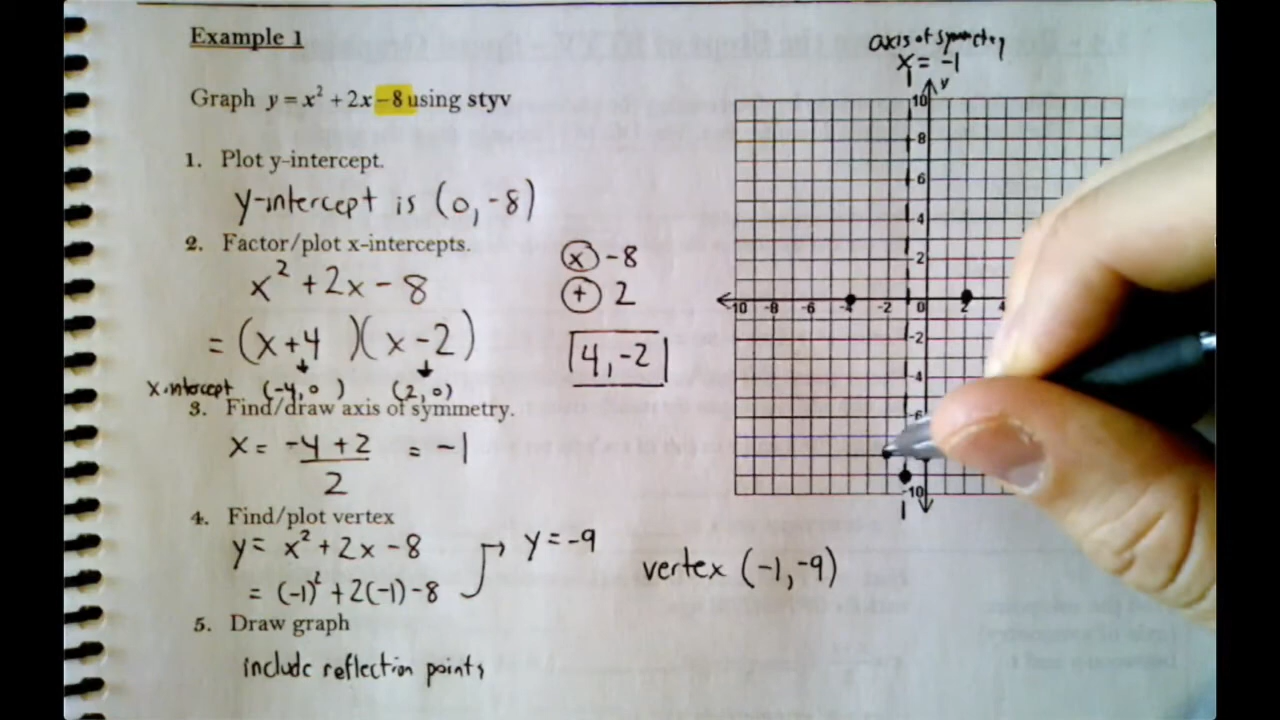 Example 1
Graph y = x² + 2x − 8 using styv
1. Plot y-intercept.
y-intercept is (0, -8)
2. Factor/plot x-intercepts.
x² + 2x − 8
= (x + 4 )(x − 2)
x-intercept (-4, 0 ) (2, 0)
(x) -8
(+) 2
4, -2
3. Find/draw axis of symmetry.
x = -4 + 2 / 2 = -1
4. Find/plot vertex
y = x² + 2x − 8
= (-1)² + 2(-1) - 8 → y = -9
vertex (-1, -9)
5. Draw graph
include reflection points
axis of symmetry
x = -1
y
10
8
6
4
2
-10 -8 -6 -4 -2 0 2 4
-2
-4
-6
-10